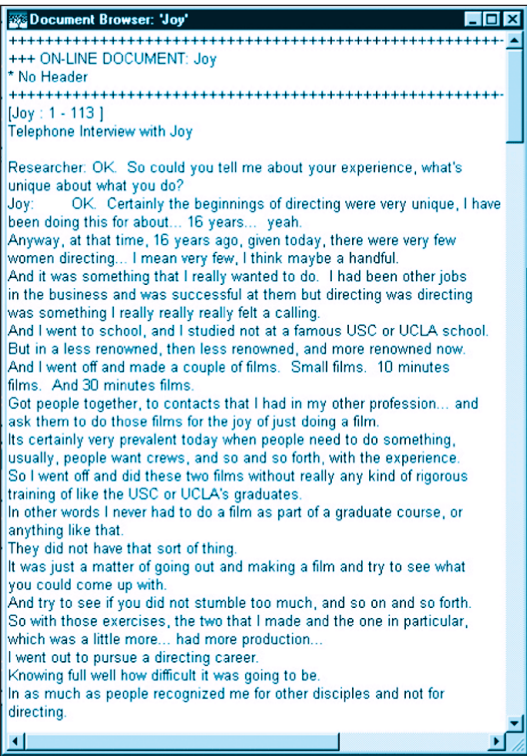 Document Browser: 'Joy'
++++++++++++++++++++++++++++++++++++++++++++++++++++++
+++ ON-LINE DOCUMENT: Joy
* No Header
++++++++++++++++++++++++++++++++++++++++++++++++++++++
[Joy : 1 - 113 ]
Telephone Interview with Joy
Researcher: OK. So could you tell me about your experience, what's
unique about what you do?
Joy: OK. Certainly the beginnings of directing were very unique, I have
been doing this for about... 16 years... yeah.
Anyway, at that time, 16 years ago, given today, there were very few
women directing... I mean very few, I think maybe a handful.
And it was something that I really wanted to do. I had been other jobs
in the business and was successful at them but directing was directing
was something I really really really felt a calling.
And I went to school, and I studied not at a famous USC or UCLA school.
But in a less renowned, then less renowned, and more renowned now.
And I went off and made a couple of films. Small films. 10 minutes
films. And 30 minutes films.
Got people together, to contacts that I had in my other profession... and
ask them to do those films for the joy of just doing a film.
Its certainly very prevalent today when people need to do something,
usually, people want crews, and so and so forth, with the experience.
So I went off and did these two films without really any kind of rigorous
training of like the USC or UCLA's graduates.
In other words I never had to do a film as part of a graduate course, or
anything like that.
They did not have that sort of thing.
It was just a matter of going out and making a film and try to see what
you could come up with.
And try to see if you did not stumble too much, and so on and so forth.
So with those exercises, the two that I made and the one in particular,
which was a little more... had more production...
I went out to pursue a directing career.
Knowing full well how difficult it was going to be.
In as much as people recognized me for other disciples and not for
directing.